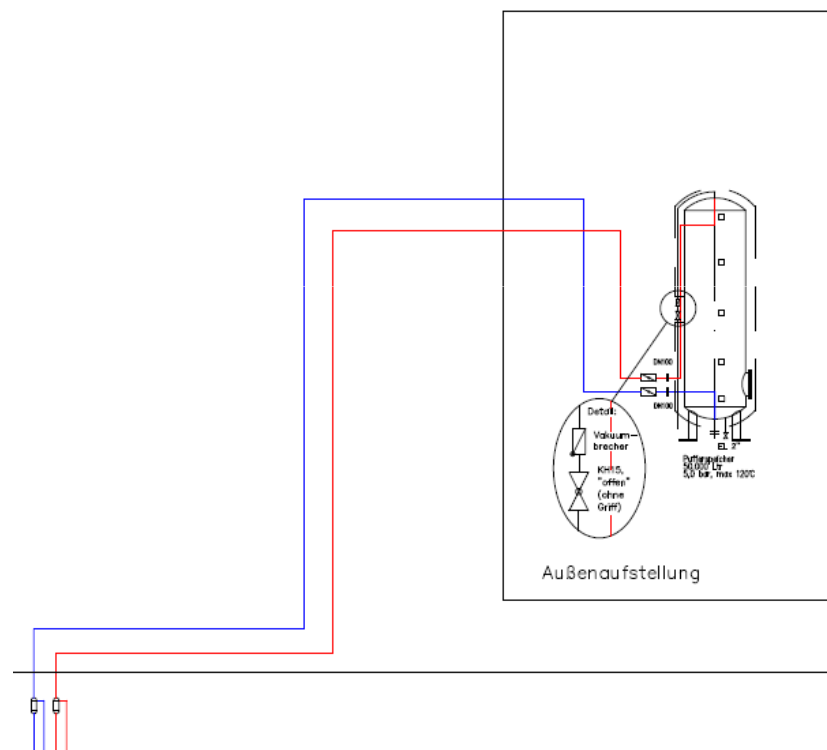 DN100
DN100
Detail:
Vakuum-
brecher
KH15,
"offen"
(ohne
Griff)
EL 2"
Pufferspeicher
50,000 Ltr
5,0 bar, max 120°C
Außenaufstellung